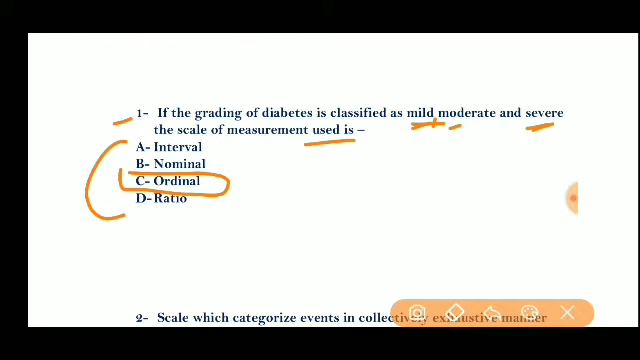 1- If the grading of diabetes is classified as mild moderate and severe
the scale of measurement used is –
A- Interval
B- Nominal
C- Ordinal
D- Ratio
2- Scale which categorize events in collectively exhaustive manner